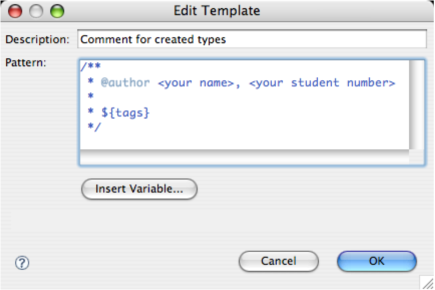 Edit Template
Description: Comment for created types
Pattern:
/**
 * @author <your name>, <your student number>
 *
 * ${tags}
 */
Insert Variable...
?
Cancel OK